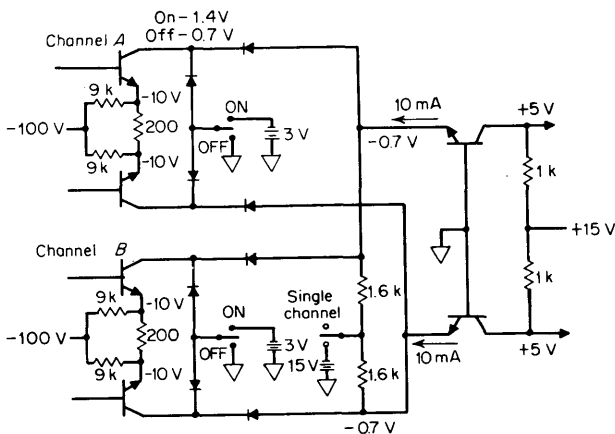 On – 1.4V
Off – 0.7 V
Channel A
9 k
–10 V
–100 V
200
ON
OFF
3 V
9 k
–10 V
10 mA
–0.7 V
+5 V
1 k
+15 V
1 k
Channel B
9 k
–10 V
–100 V
200
ON
OFF
3 V
9 k
–10 V
Single
channel
15 V
1.6 k
1.6 k
–0.7 V
10 mA
+5 V